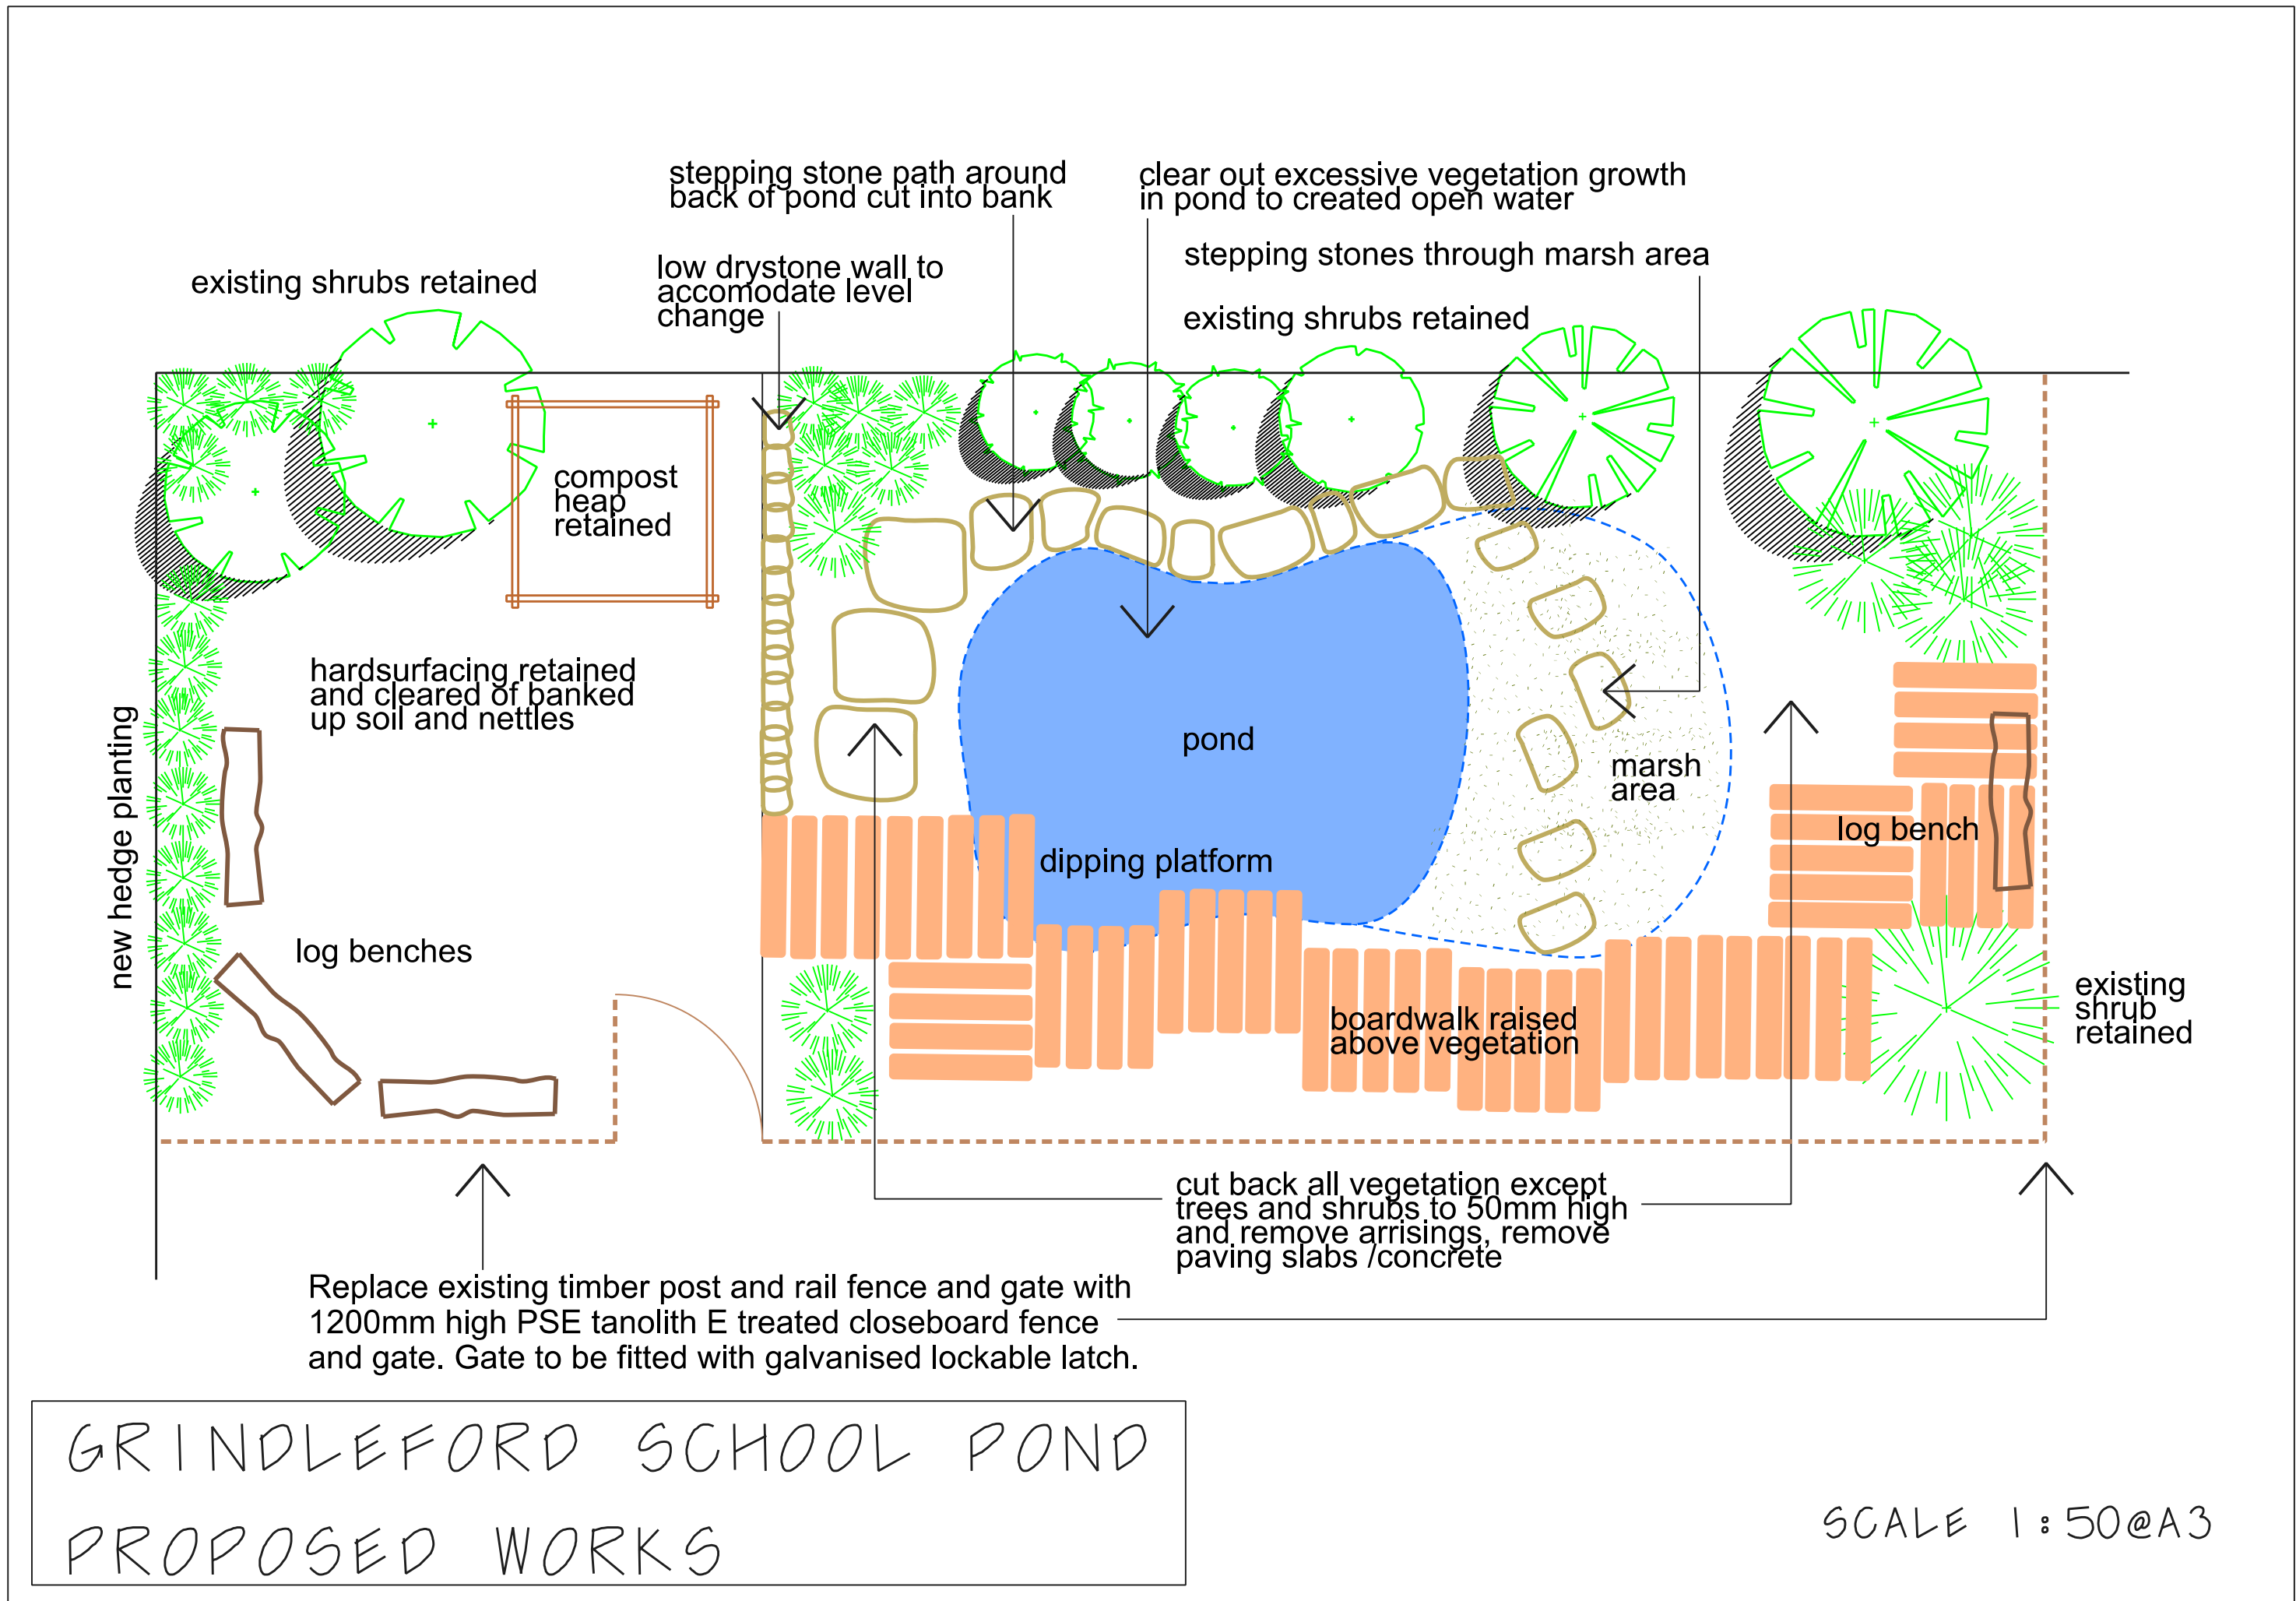 stepping stone path around
back of pond cut into bank
clear out excessive vegetation growth
in pond to created open water
stepping stones through marsh area
low drystone wall to
accomodate level
change
existing shrubs retained
existing shrubs retained
compost
heap
retained
hardsurfacing retained
and cleared of banked
up soil and nettles
new hedge planting
pond
marsh
area
log bench
dipping platform
log benches
boardwalk raised
above vegetation
existing
shrub
retained
cut back all vegetation except
trees and shrubs to 50mm high
and remove arrisings, remove
paving slabs /concrete
Replace existing timber post and rail fence and gate with
1200mm high PSE tanolith E treated closeboard fence
and gate. Gate to be fitted with galvanised lockable latch.
GRINDLEFORD SCHOOL POND
PROPOSED WORKS
SCALE 1:50@A3